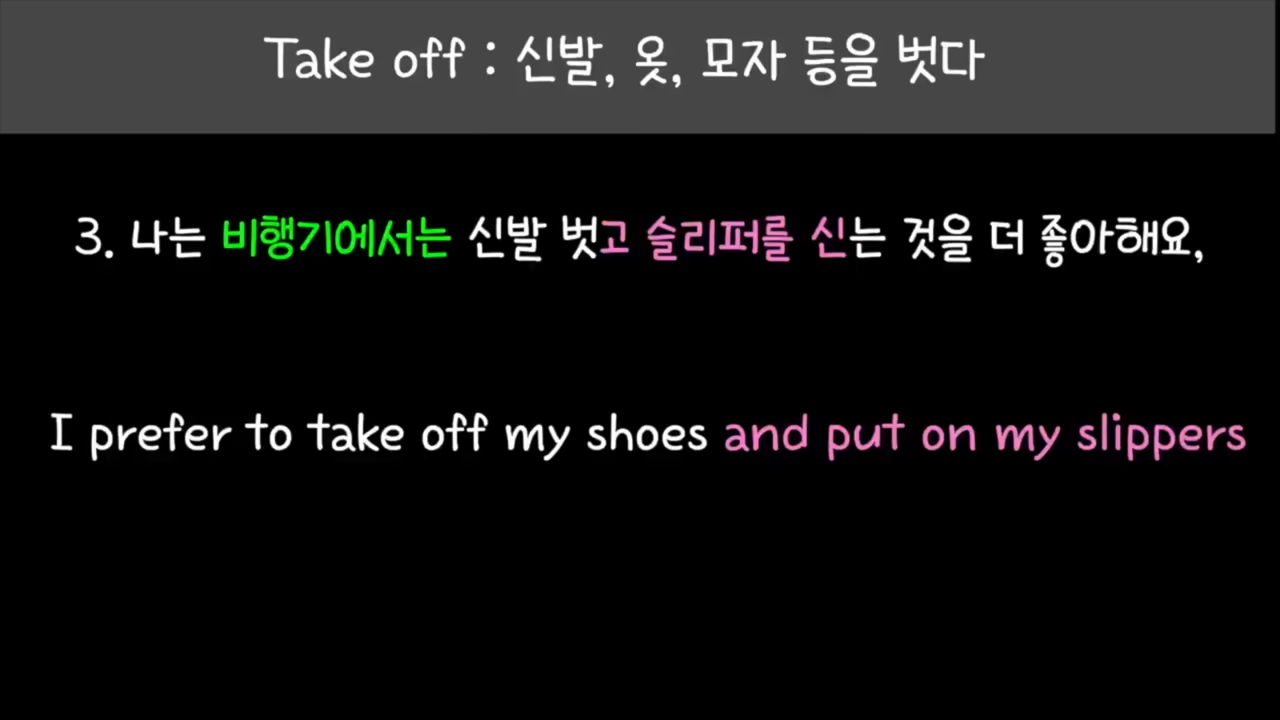 Take off : 신발, 옷, 모자 등을 벗다
3. 나는 비행기에서는 신발 벗고 슬리퍼를 신는 것을 더 좋아해요,
I prefer to take off my shoes and put on my slippers